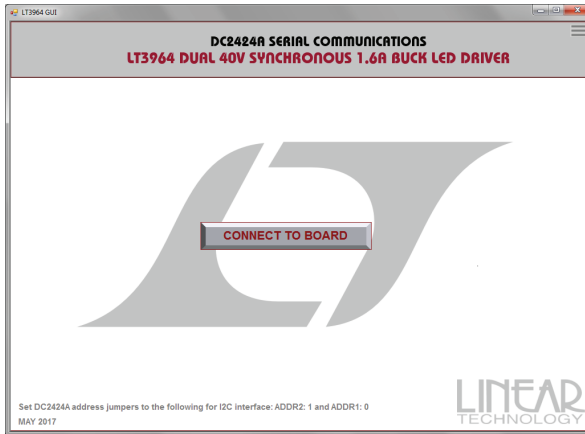 LT3964 GUI
DC2424A SERIAL COMMUNICATIONS
LT3964 DUAL 40V SYNCHRONOUS 1.6A BUCK LED DRIVER
CONNECT TO BOARD
Set DC2424A address jumpers to the following for I2C interface: ADDR2: 1 and ADDR1: 0
MAY 2017
LINEAR
TECHNOLOGY